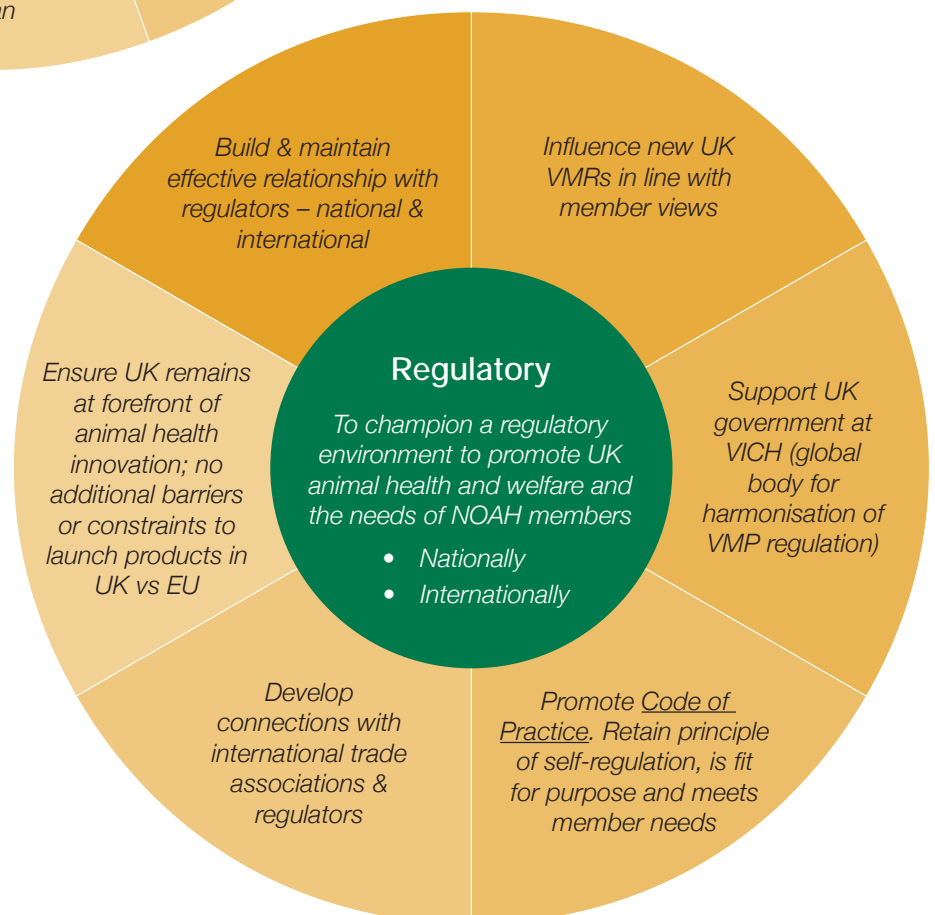 an
Build & maintain
effective relationship with
regulators – national &
international
Influence new UK
VMRs in line with
member views
Support UK
government at
VICH (global
body for
harmonisation of
VMP regulation)
Promote Code of
Practice. Retain principle
of self-regulation, is fit
for purpose and meets
member needs
Develop
connections with
international trade
associations &
regulators
Ensure UK remains
at forefront of
animal health
innovation; no
additional barriers
or constraints to
launch products in
UK vs EU
Regulatory
To champion a regulatory
environment to promote UK
animal health and welfare and
the needs of NOAH members
• Nationally
• Internationally